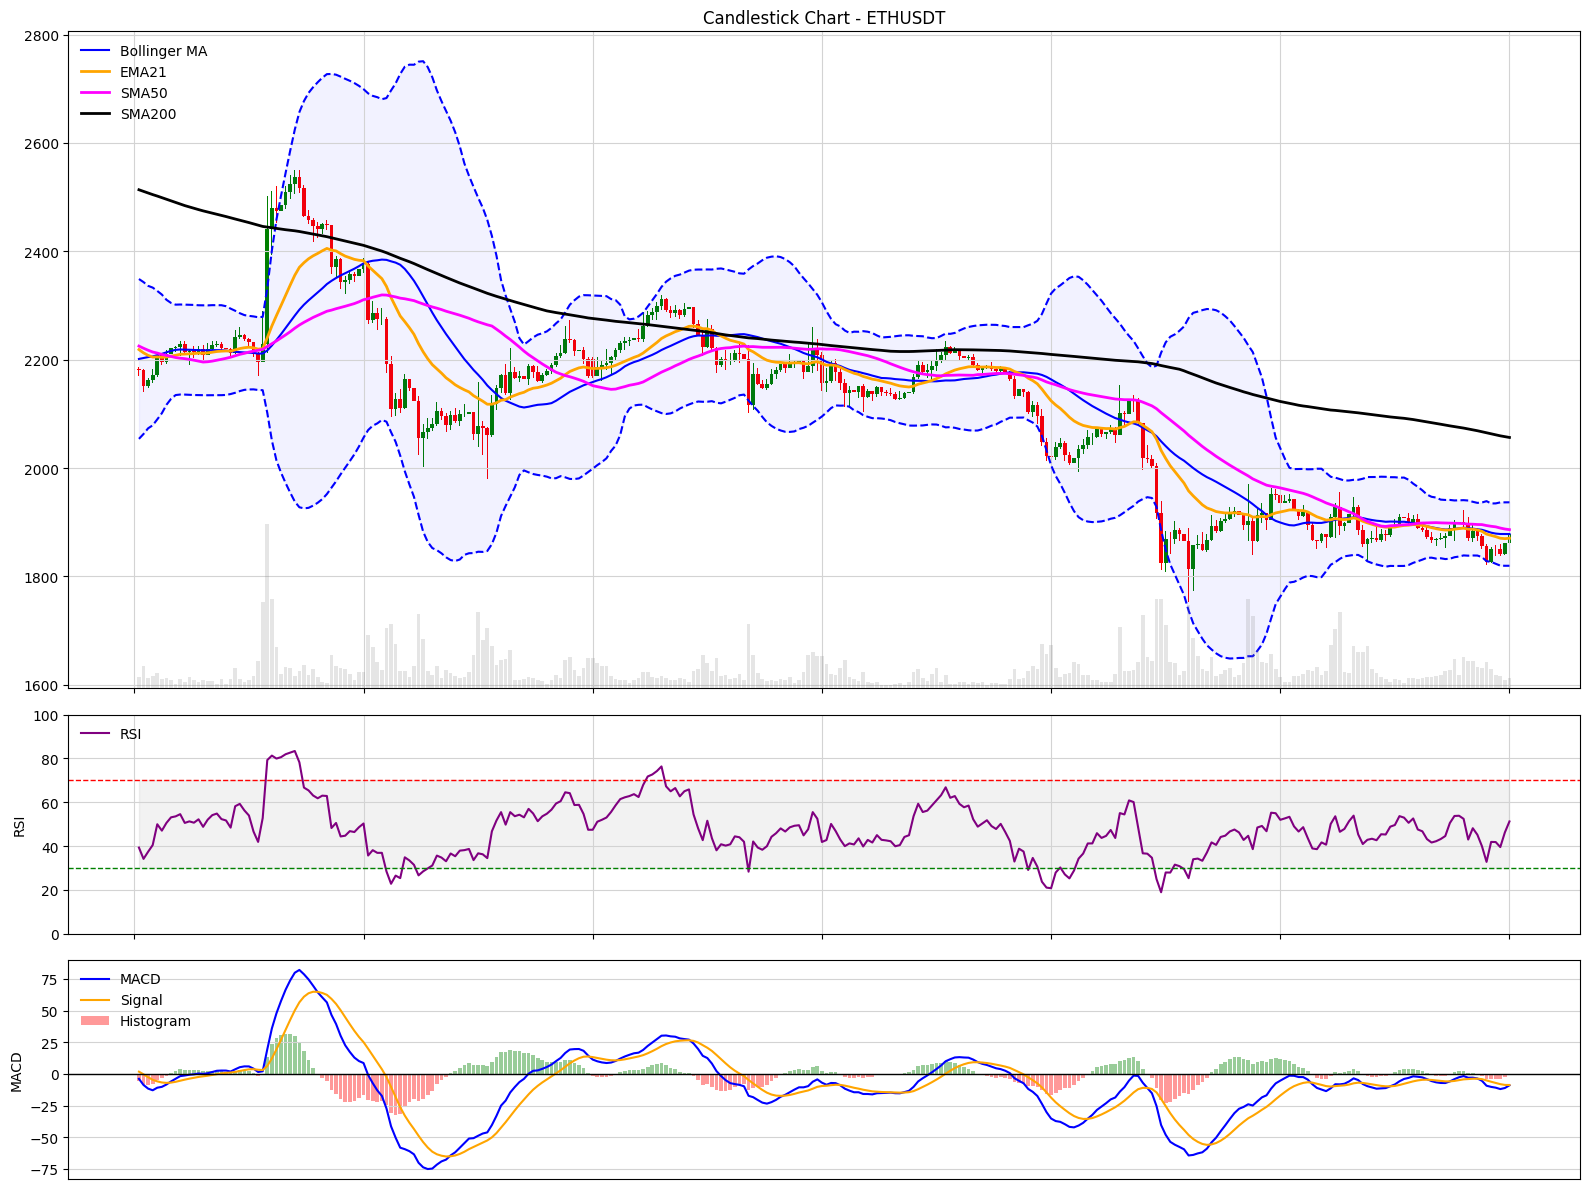 Candlestick Chart - ETHUSDT
2800
2600
2400
2200
2000
1800
1600
Bollinger MA
EMA21
SMA50
SMA200
100
80
60
40
20
0
RSI
RSI
75
50
25
0
−25
−50
−75
MACD
MACD
Signal
Histogram